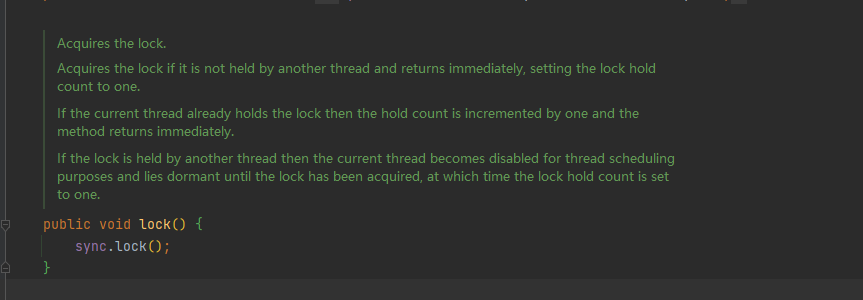 Acquires the lock.
Acquires the lock if it is not held by another thread and returns immediately, setting the lock hold
count to one.
If the current thread already holds the lock then the hold count is incremented by one and the
method returns immediately.
If the lock is held by another thread then the current thread becomes disabled for thread scheduling
purposes and lies dormant until the lock has been acquired, at which time the lock hold count is set
to one.
public void lock() {
sync.lock();
}